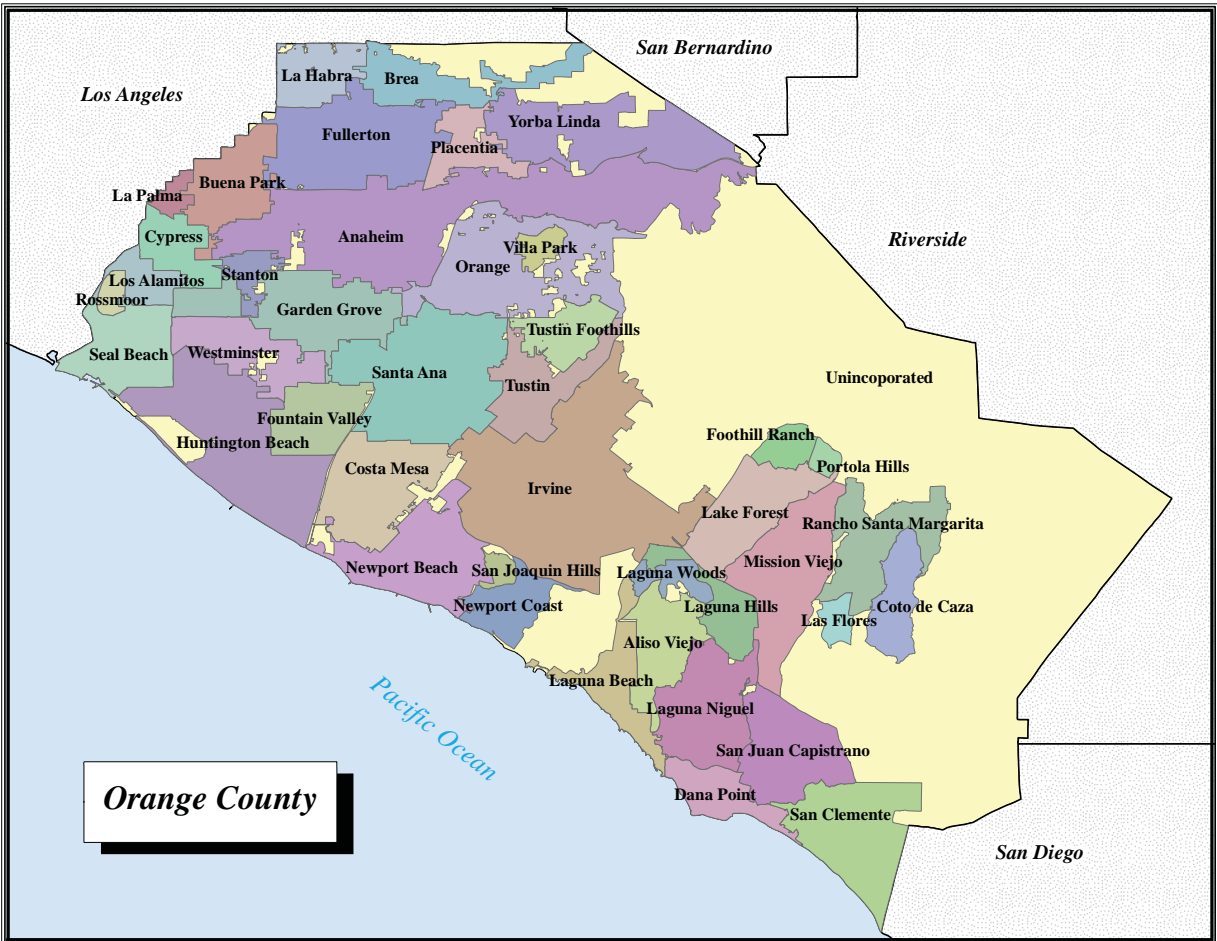 San Bernardino
La Habra
Brea
Los Angeles
Yorba Linda
Fullerton
Placentia
Buena Park
La Palma
Cypress
Anaheim
Villa Park
Riverside
Orange
Stanton
Los Alamitos
Rossmoor
Garden Grove
Tustin Foothills
Seal Beach
Westminster
Santa Ana
Tustin
Unincoporated
Fountain Valley
Huntington Beach
Foothill Ranch
Costa Mesa
Portola Hills
Irvine
Lake Forest
Rancho Santa Margarita
Mission Viejo
Newport Beach
San Joaquin Hills
Laguna Woods
Newport Coast
Laguna Hills
Coto de Caza
Las Flores
Aliso Viejo
Laguna Beach
Pacific Ocean
Laguna Niguel
San Juan Capistrano
Orange County
Dana Point
San Clemente
San Diego